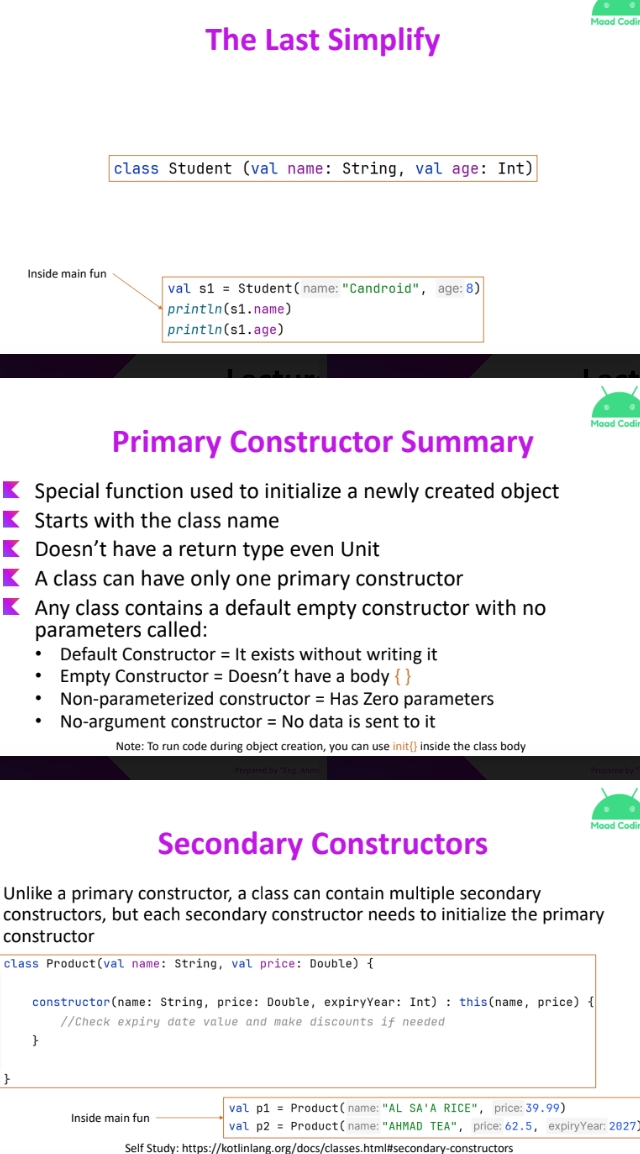 Maad Codin
The Last Simplify
class Student (val name: String, val age: Int)
Inside main fun
val s1 = Student( name: "Candroid", age: 8)
println(s1.name)
println(s1.age)
Maad Codin
Primary Constructor Summary
Special function used to initialize a newly created object
Starts with the class name
Doesn't have a return type even Unit
A class can have only one primary constructor
Any class contains a default empty constructor with no
parameters called:
• Default Constructor = It exists without writing it
• Empty Constructor = Doesn't have a body { }
• Non-parameterized constructor = Has Zero parameters
• No-argument constructor = No data is sent to it
Note: To run code during object creation, you can use init{} inside the class body
Maad Codin
Secondary Constructors
Unlike a primary constructor, a class can contain multiple secondary
constructors, but each secondary constructor needs to initialize the primary
constructor
class Product(val name: String, val price: Double) {
constructor(name: String, price: Double, expiryYear: Int) : this(name, price) {
//Check expiry date value and make discounts if needed
}
}
Inside main fun
val p1 = Product( name: "AL SA'A RICE", price: 39.99)
val p2 = Product( name: "AHMAD TEA", price: 62.5, expiryYear: 2027)
Self Study: https://kotlinlang.org/docs/classes.html#secondary-constructors